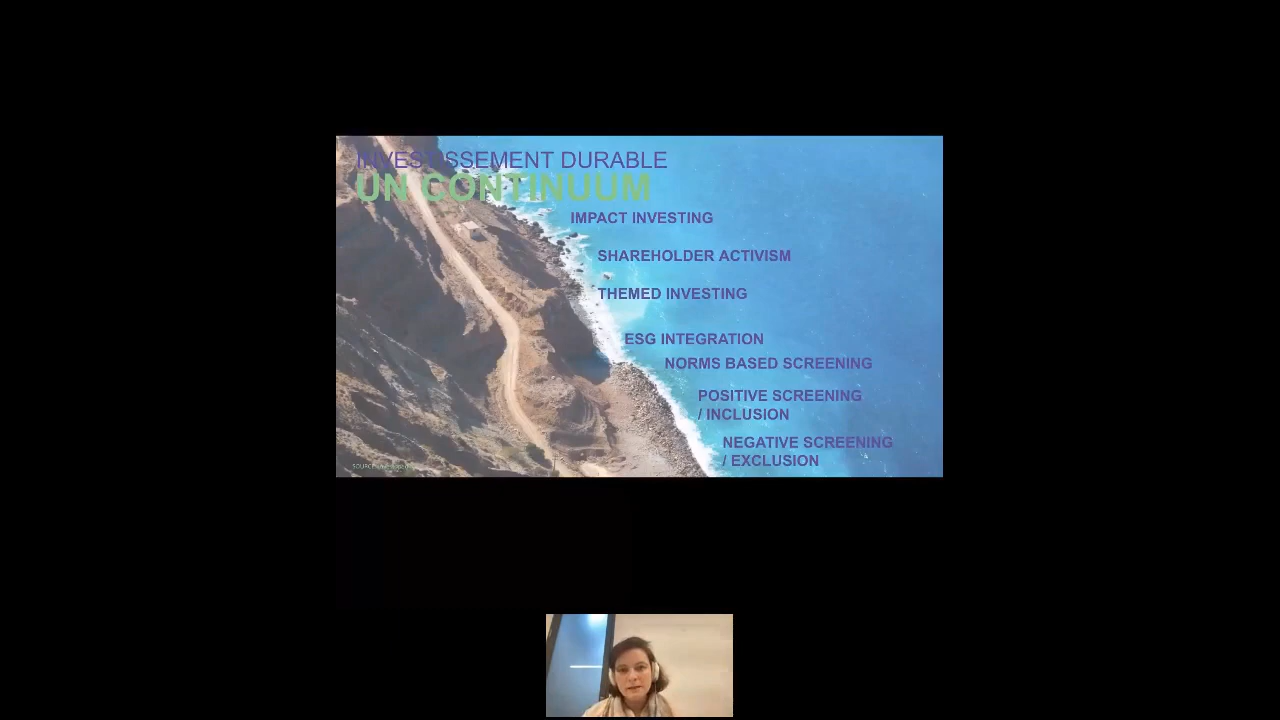 INVESTISSEMENT DURABLE
UN CONTINUUM
IMPACT INVESTING
SHAREHOLDER ACTIVISM
THEMED INVESTING
ESG INTEGRATION
NORMS BASED SCREENING
POSITIVE SCREENING
/ INCLUSION
NEGATIVE SCREENING
/ EXCLUSION
SOURCE